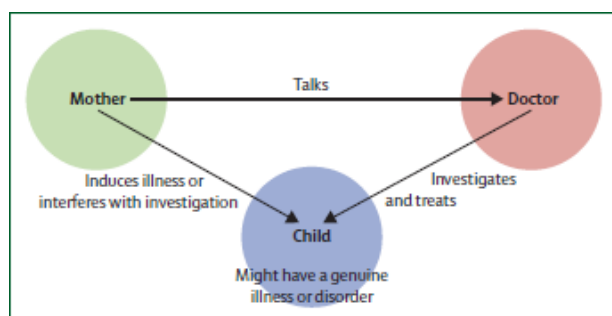 Talks
Mother
Doctor
Induces illness or
interferes with investigation
Investigates
and treats
Child
Might have a genuine
illness or disorder